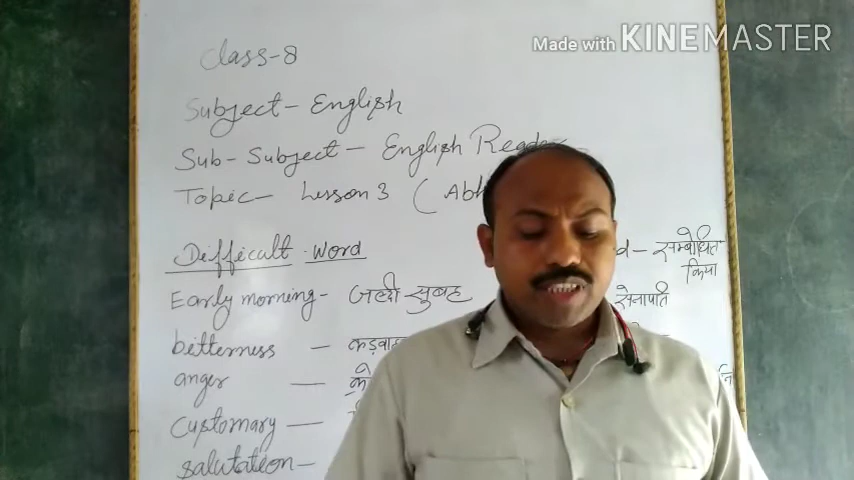 Made with KINEMASTER
Class-8
Subject- English
Sub-Subject- English Reader
Topic- Lesson 3 (
Difficult Word
Early morning- जल्दी सुबह
bitterness -
anger -
Customary -
salutation -
- सम्बोधित
किया
सेनापति